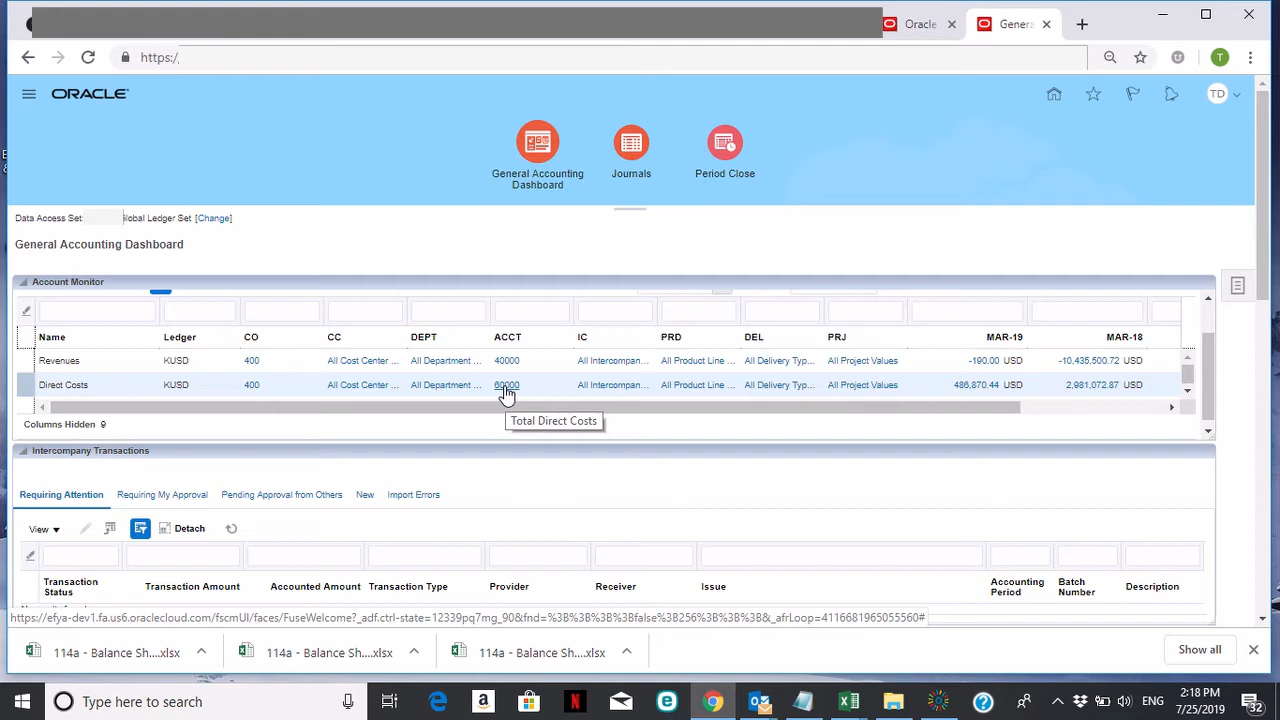 Oracle
Genera
https:/
ORACLE
TD
General Accounting
Dashboard
Journals
Period Close
Data Access Set: Global Ledger Set [Change]
General Accounting Dashboard
Account Monitor
Name Ledger CO CC DEPT ACCT IC PRD DEL PRJ MAR-19 MAR-18
Revenues KUSD 400 All Cost Center ... All Department ... 40000 All Intercompan... All Product Line ... All Delivery Typ... All Project Values -190.00 USD -10,435,500.72 USD
Direct Costs KUSD 400 All Cost Center ... All Department ... 60000 All Intercompan... All Product Line ... All Delivery Typ... All Project Values 486,870.44 USD 2,981,072.87 USD
Total Direct Costs
Columns Hidden 9
Intercompany Transactions
Requiring Attention Requiring My Approval Pending Approval from Others New Import Errors
View Detach
Transaction Status Transaction Amount Accounted Amount Transaction Type Provider Receiver Issue Accounting Period Batch Number Description
https://efya-dev1.fa.us6.oraclecloud.com/fscmUI/faces/FuseWelcome?_adf.ctrl-state=12339pq7mg_90&fnd=%3B%3B%3B%3Bfalse%3B256%3B%3B%3B&_afrLoop=4116681965055560#
114a - Balance Sh....xlsx
114a - Balance Sh....xlsx
114a - Balance Sh....xlsx
Show all
Type here to search
ENG
2:18 PM
7/25/2019
32